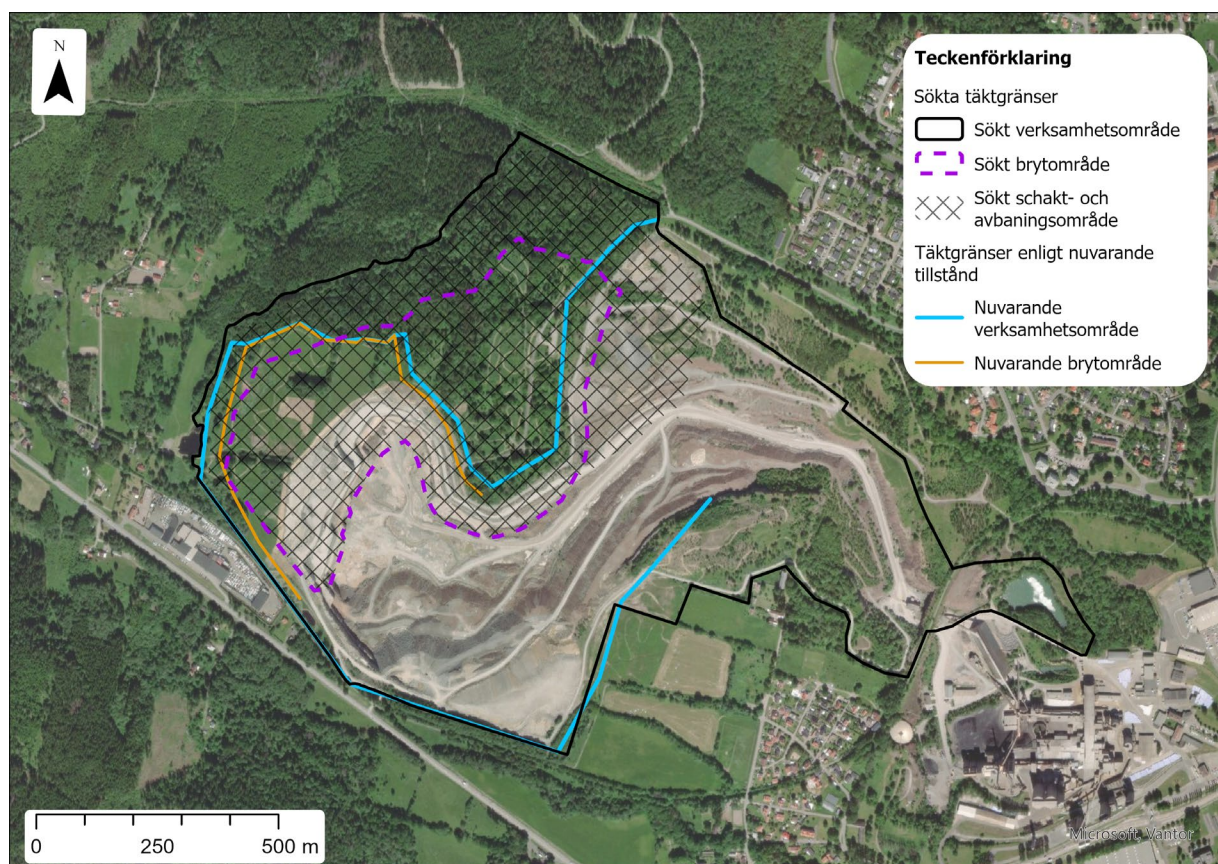 N
Teckenförklaring
Sökta täktgränser
Sökt verksamhetsområde
Sökt brytområde
Sökt schakt- och
avbaningsområde
Täktgränser enligt nuvarande
tillstånd
Nuvarande
verksamhetsområde
Nuvarande brytområde
0 250 500 m
Microsoft, Vantor